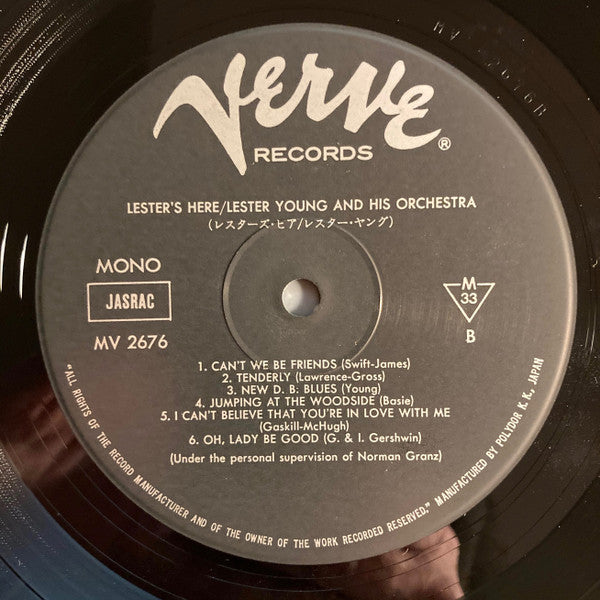 VERVE
®
RECORDS
LESTER'S HERE/LESTER YOUNG AND HIS ORCHESTRA
(レスターズ・ヒア/レスター・ヤング)
MONO
JASRAC
MV 2676
M
33
B
1. CAN'T WE BE FRIENDS (Swift-James)
2. TENDERLY (Lawrence-Gross)
3. NEW D. B: BLUES (Young)
4. JUMPING AT THE WOODSIDE (Basie)
5. I CAN'T BELIEVE THAT YOU'RE IN LOVE WITH ME
(Gaskill-McHugh)
6. OH, LADY BE GOOD (G. & I. Gershwin)
(Under the personal supervision of Norman Granz)
"ALL RIGHTS OF THE RECORD MANUFACTURER AND OF THE OWNER OF THE WORK RECORDED RESERVED." MANUFACTURED BY POLYDOR K. K., JAPAN